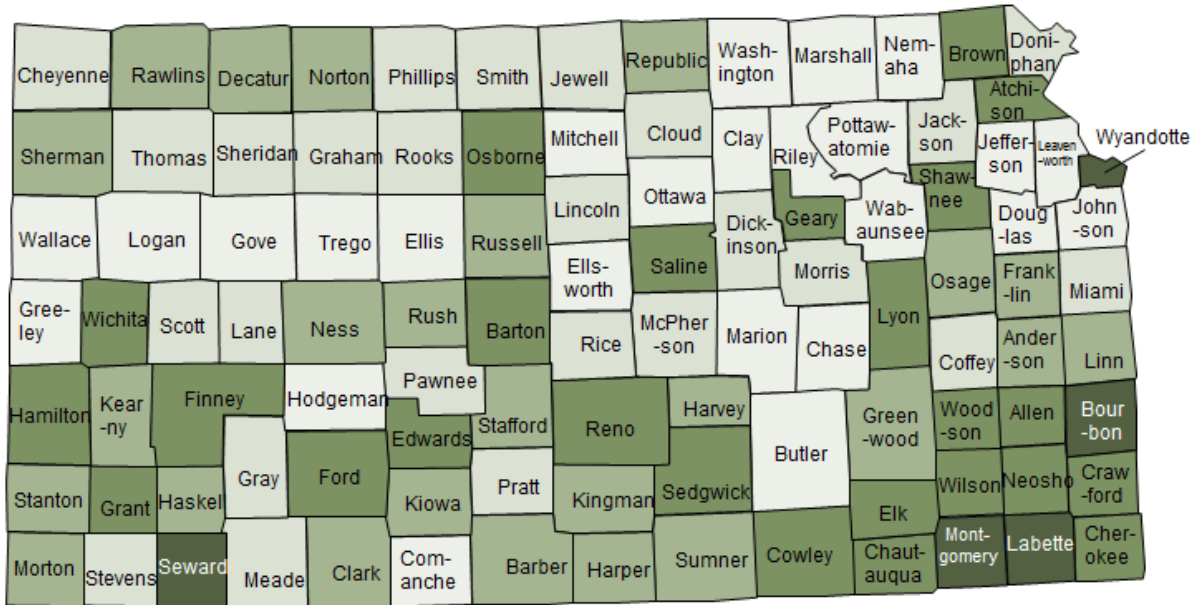 Cheyenne
Rawlins
Decatur
Norton
Phillips
Smith
Jewell
Republic
Wash-
ington
Marshall
Nem-
aha
Brown
Doni-
phan
Atchi-
son
Sherman
Thomas
Sheridan
Graham
Rooks
Osborne
Mitchell
Cloud
Clay
Riley
Pottaw-
atomie
Jack-
son
Jeffer-
son
Leaven
-worth
Wyandotte
Lincoln
Ottawa
Dick-
inson
Geary
Wab-
aunsee
Shaw-
nee
Doug
-las
John
-son
Wallace
Logan
Gove
Trego
Ellis
Russell
Ells-
worth
Saline
Morris
Osage
Frank
-lin
Miami
Gree-
ley
Wichita
Scott
Lane
Ness
Rush
Barton
Rice
McPher
-son
Marion
Chase
Lyon
Coffey
Ander
-son
Linn
Hamilton
Kear
-ny
Finney
Hodgeman
Pawnee
Edwards
Stafford
Reno
Harvey
Butler
Green
-wood
Wood
-son
Allen
Bour
-bon
Stanton
Grant
Haskell
Gray
Ford
Kiowa
Pratt
Kingman
Sedgwick
Elk
Wilson
Neosho
Craw
-ford
Morton
Stevens
Seward
Meade
Clark
Com-
anche
Barber
Harper
Sumner
Cowley
Chaut-
auqua
Mont-
gomery
Labette
Cher-
okee